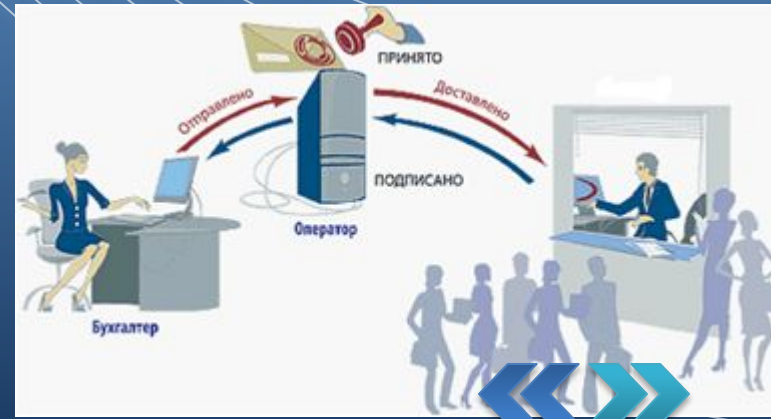 ПРИНЯТО
Отправлено
Доставлено
ПОДПИСАНО
Оператор
Бухгалтер